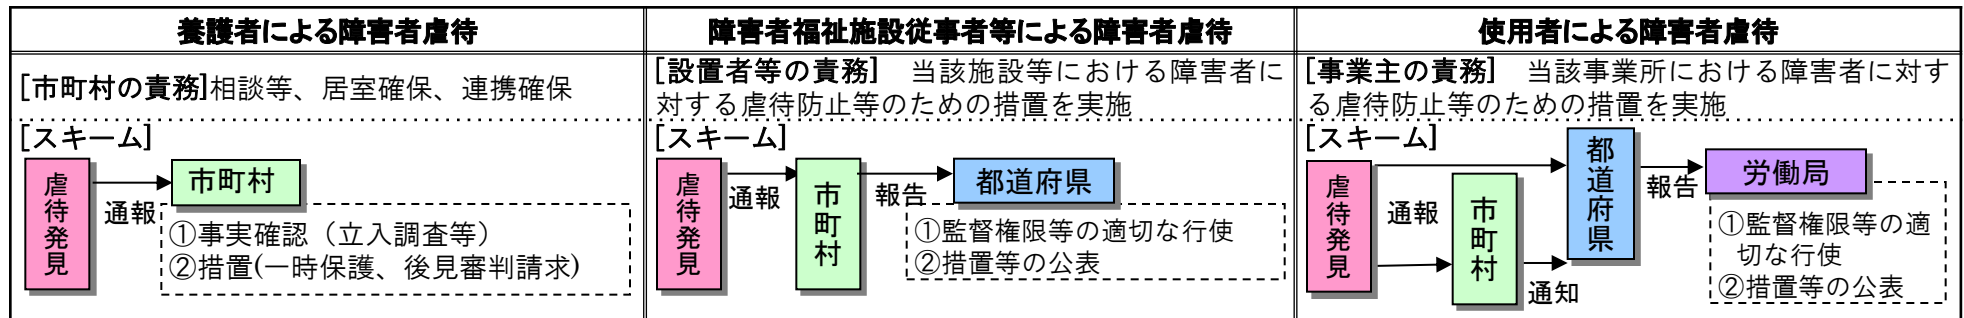 養護者による障害者虐待
[市町村の責務]相談等、居室確保、連携確保
[スキーム]
虐待発見
通報
市町村
①事実確認（立入調査等）
②措置(一時保護、後見審判請求)
障害者福祉施設従事者等による障害者虐待
[設置者等の責務]　当該施設等における障害者に
対する虐待防止等のための措置を実施
[スキーム]
虐待発見
通報
市町村
報告
都道府県
①監督権限等の適切な行使
②措置等の公表
使用者による障害者虐待
[事業主の責務]　当該事業所における障害者に対す
る虐待防止等のための措置を実施
[スキーム]
虐待発見
通報
市町村
通知
都道府県
報告
労働局
①監督権限等の適
切な行使
②措置等の公表